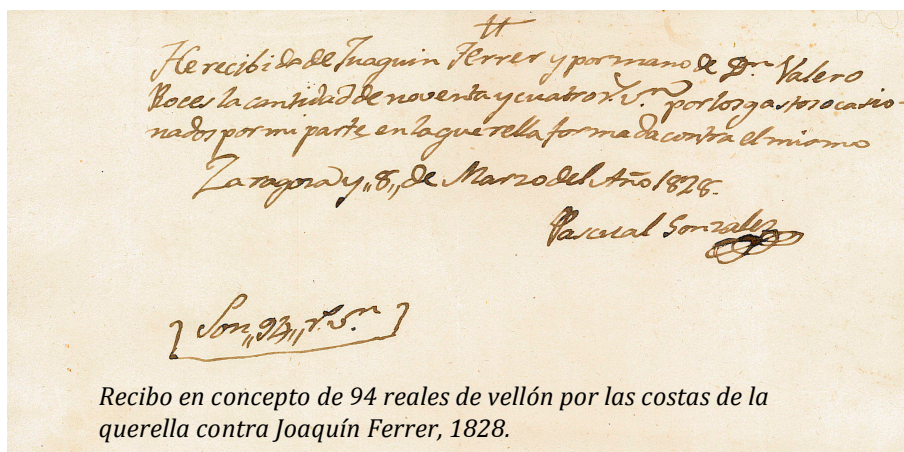 He recibido de Juaquin Ferrer y por mano de Dn Valero
Roces la cantidad de noventa y cuatro rs. vn. por los gastos ocasio-
nados por mi parte en la querella formada contra el mismo
Zaragoza y „8„ de Marzo del Año 1828.
Pascual Gonzalez
Son „94„ rs. vn.
Recibo en concepto de 94 reales de vellón por las costas de la
querella contra Joaquín Ferrer, 1828.